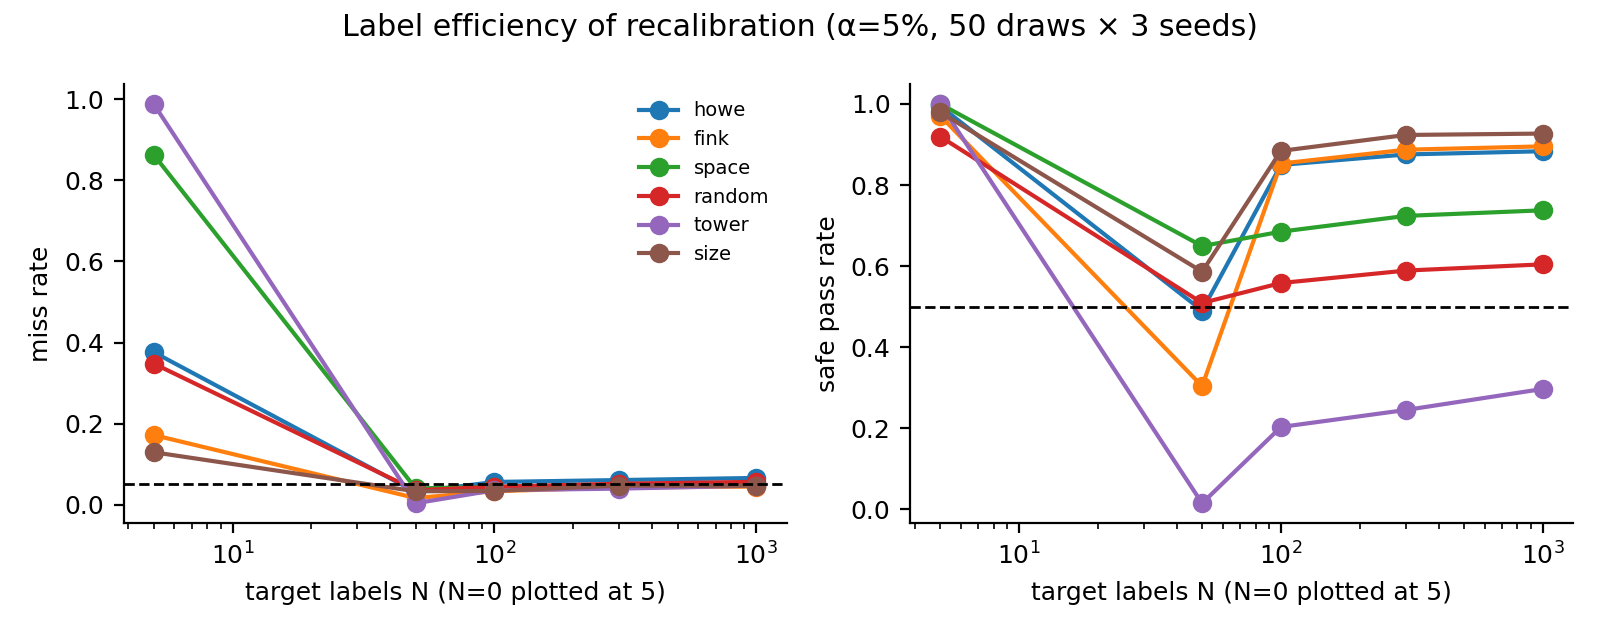 Label efficiency of recalibration (α=5%, 50 draws × 3 seeds)
miss rate
1.0
0.8
0.6
0.4
0.2
0.0
howe
fink
space
random
tower
size
10¹
10²
10³
target labels N (N=0 plotted at 5)
safe pass rate
1.0
0.8
0.6
0.4
0.2
0.0
10¹
10²
10³
target labels N (N=0 plotted at 5)